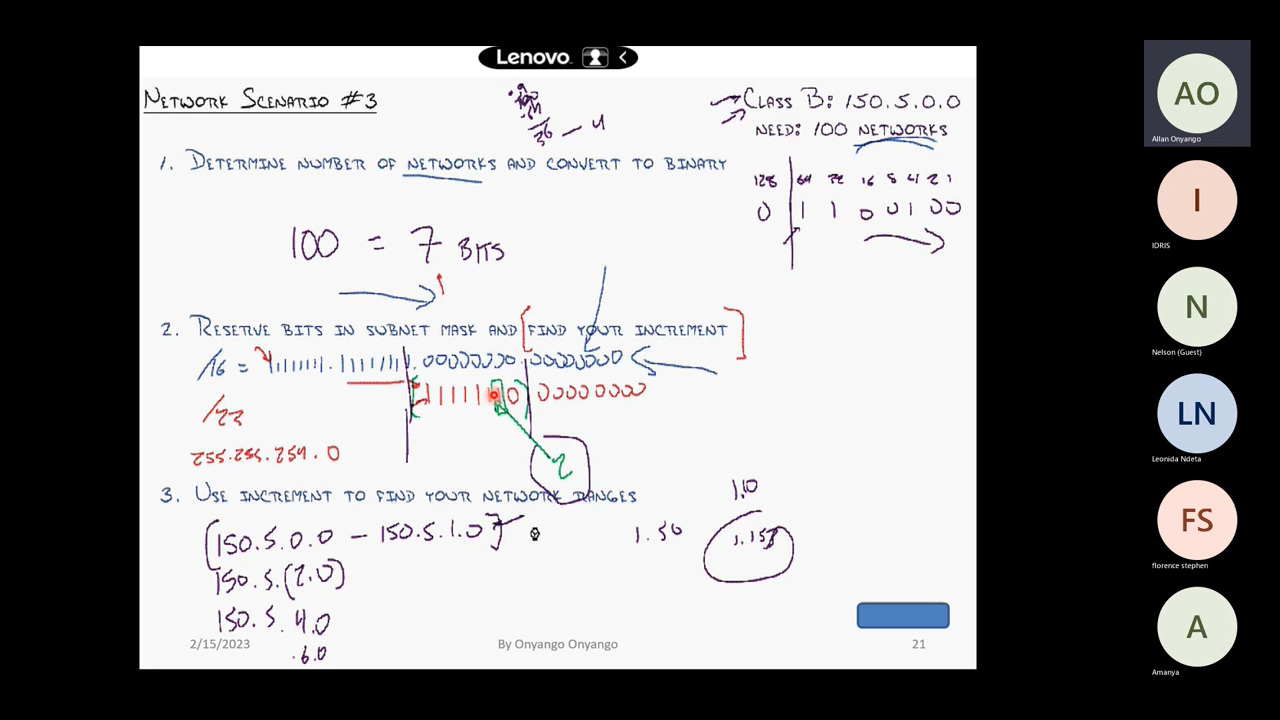 Lenovo
NETWORK SCENARIO #3
CLASS B: 150.5.0.0
NEED: 100 NETWORKS
36 — 4
1. DETERMINE NUMBER OF NETWORKS AND CONVERT TO BINARY
128 64 32 16 8 4 2 1
0 1 1 0 0 1 0 0
100 = 7 BITS
2. RESERVE BITS IN SUBNET MASK AND [FIND YOUR INCREMENT]
/16 = 11111111.11111111.00000000.00000000
00000000
255.255.254.0
2
3. USE INCREMENT TO FIND YOUR NETWORK RANGES
1.0
[150.5.0.0 — 150.5.1.0]
1.50
150.5.(2.0)
150.5.4.0
.6.0
2/15/2023
By Onyango Onyango
21
AO
Allan Onyango
I
IDRIS
N
Nelson (Guest)
LN
Leonida Ndeta
FS
florence stephen
A
Amanya